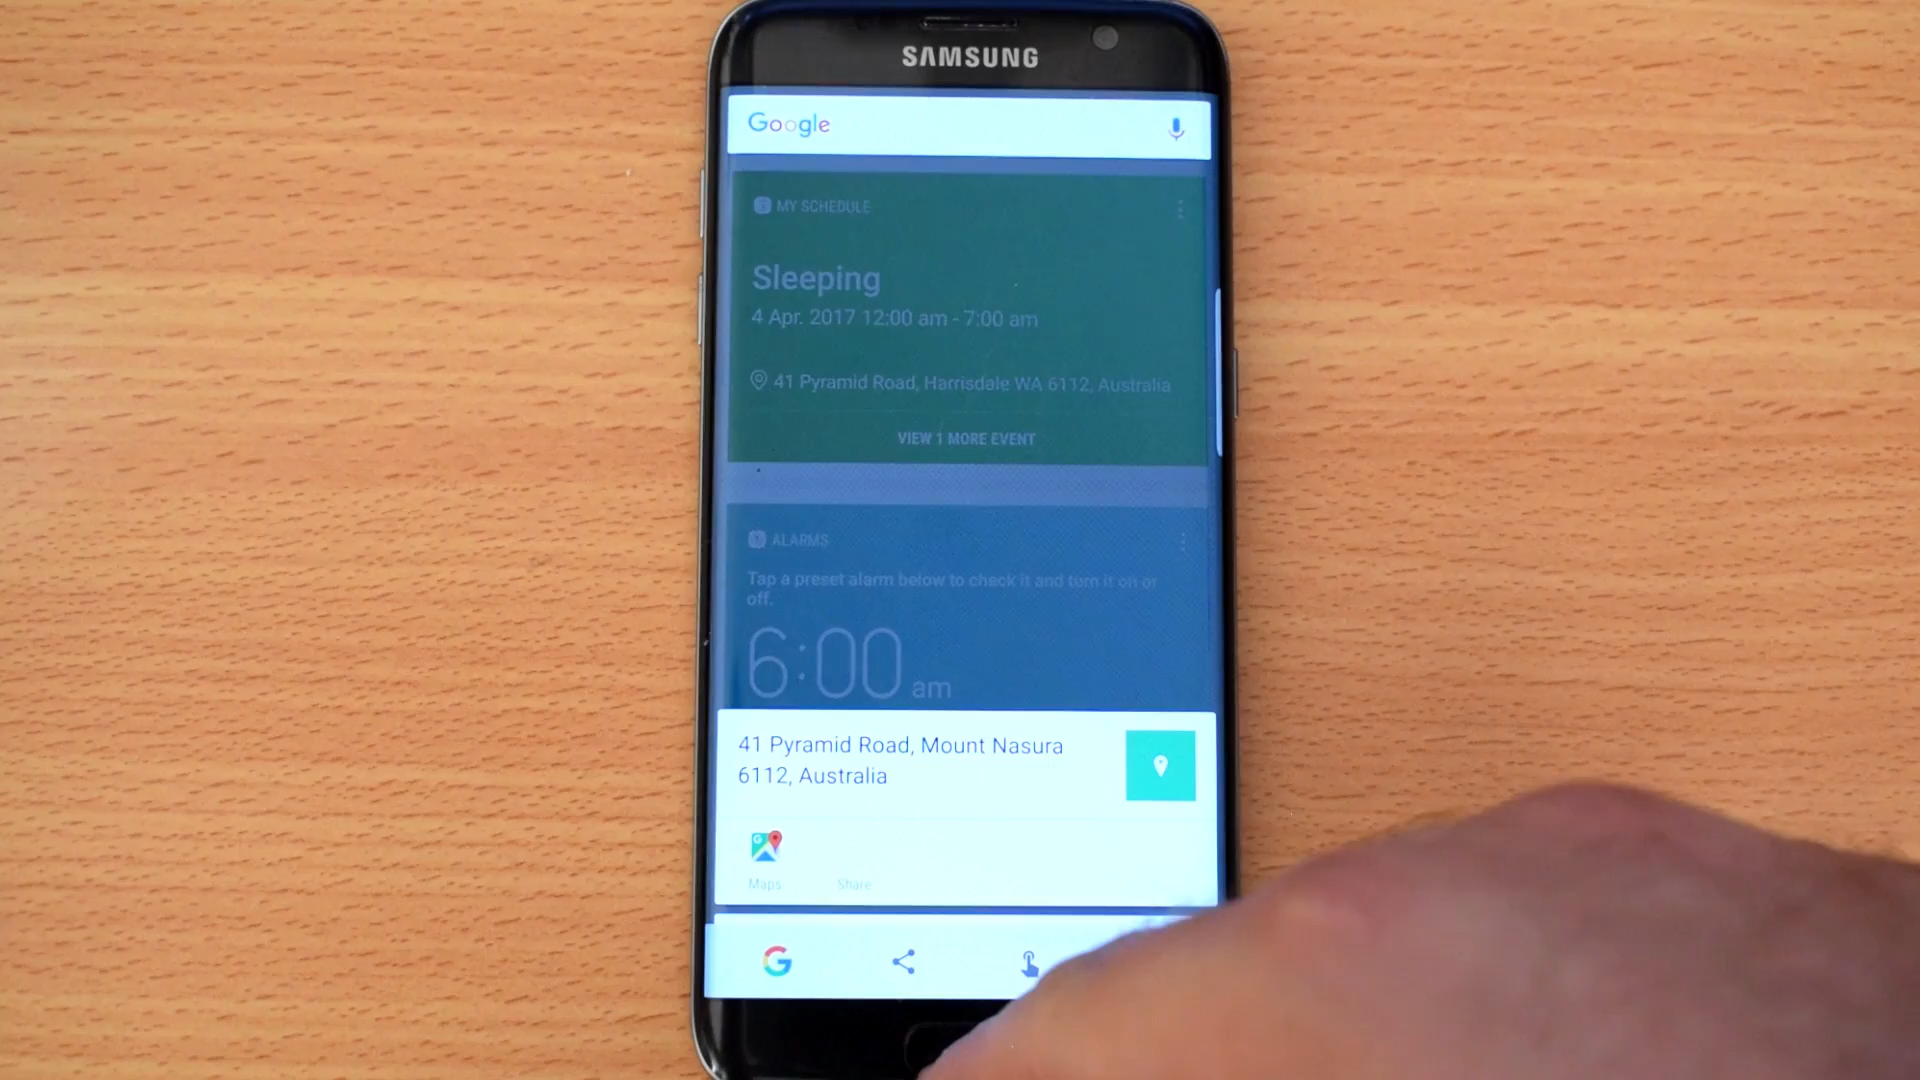 SAMSUNG
Google
MY SCHEDULE
Sleeping
4 Apr. 2017 12:00 am - 7:00 am
41 Pyramid Road, Harrisdale WA 6112, Australia
VIEW 1 MORE EVENT
ALARMS
Tap a preset alarm below to check it and turn it on or
off.
6:00 am
41 Pyramid Road, Mount Nasura
6112, Australia
Maps Share